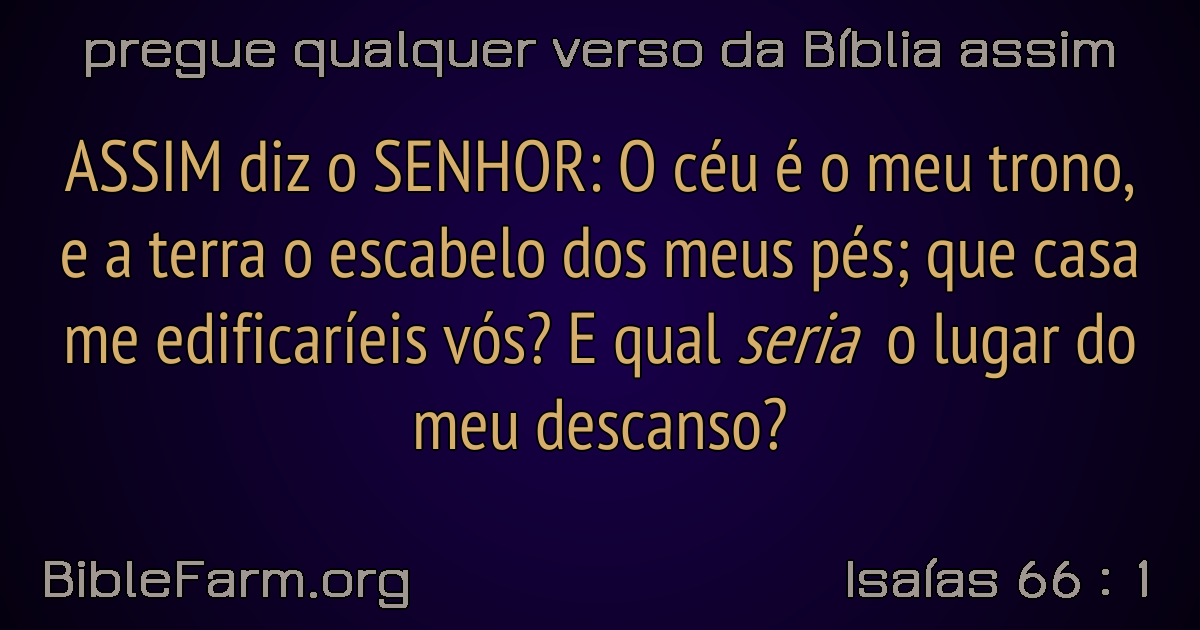 pregue qualquer verso da Bíblia assim
ASSIM diz o SENHOR: O céu é o meu trono,
e a terra o escabelo dos meus pés; que casa
me edificaríeis vós? E qual seria o lugar do
meu descanso?
BibleFarm.org
Isaías 66 : 1